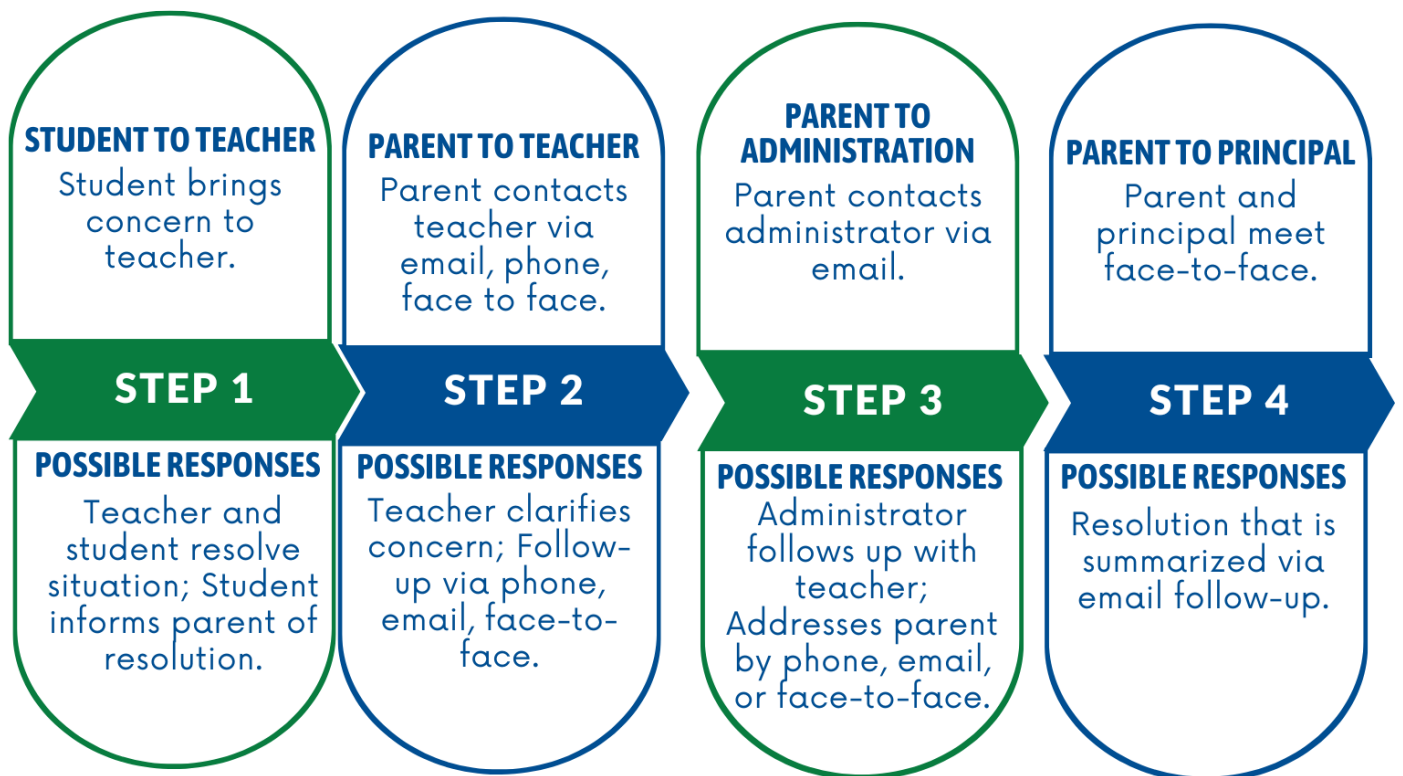 STUDENT TO TEACHER
Student brings
concern to
teacher.
STEP 1
POSSIBLE RESPONSES
Teacher and
student resolve
situation; Student
informs parent of
resolution.
PARENT TO TEACHER
Parent contacts
teacher via
email, phone,
face to face.
STEP 2
POSSIBLE RESPONSES
Teacher clarifies
concern; Follow-
up via phone,
email, face-to-
face.
PARENT TO
ADMINISTRATION
Parent contacts
administrator via
email.
STEP 3
POSSIBLE RESPONSES
Administrator
follows up with
teacher;
Addresses parent
by phone, email,
or face-to-face.
PARENT TO PRINCIPAL
Parent and
principal meet
face-to-face.
STEP 4
POSSIBLE RESPONSES
Resolution that is
summarized via
email follow-up.